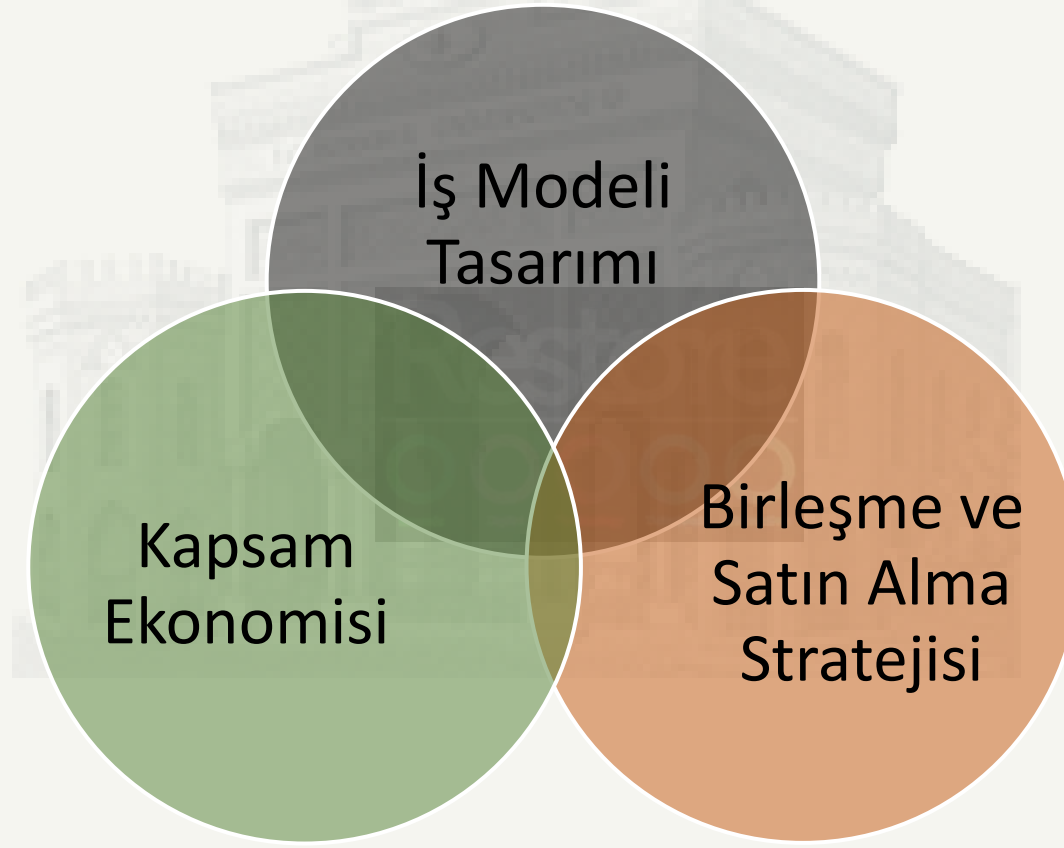 İş Modeli
Tasarımı
Kapsam
Ekonomisi
Birleşme ve
Satın Alma
Stratejisi